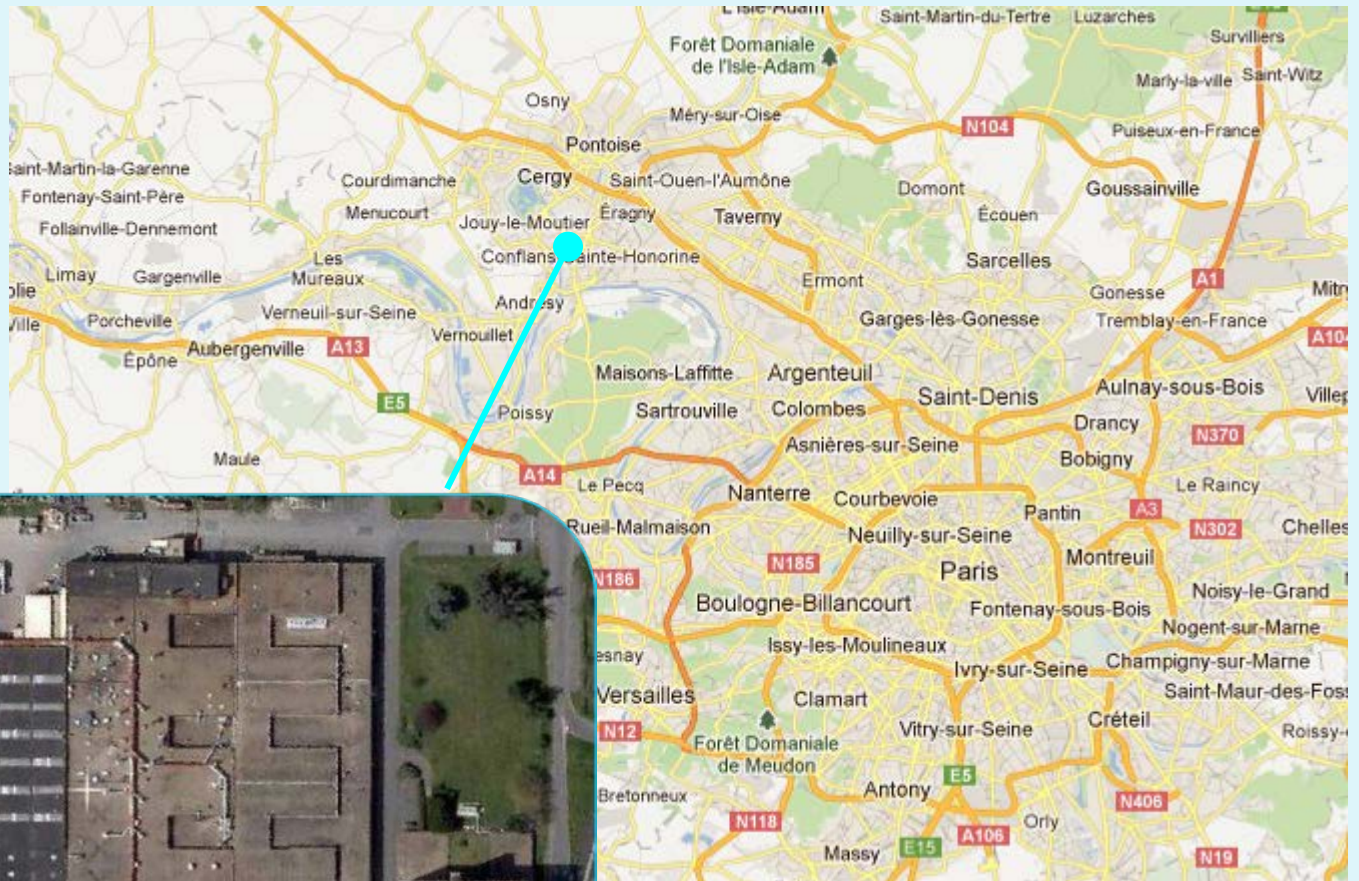 L'Isle-Adam
Saint-Martin-du-Tertre
Luzarches
Survilliers
Forêt Domaniale
de l'Isle-Adam
Marly-la-ville
Saint-Witz
Osny
Méry-sur-Oise
N104
Puiseux-en-France
Pontoise
Saint-Martin-la-Garenne
Courdimanche
Cergy
Saint-Ouen-l'Aumône
Domont
Goussainville
Fontenay-Saint-Père
Menucourt
Jouy-le-Moutier
Éragny
Taverny
Écouen
Follainville-Dennemont
Les
Mureaux
Conflans-Sainte-Honorine
Sarcelles
Limay
Gargenville
Ermont
A1
Gonesse
Mitry
olie
Ville
Porcheville
Verneuil-sur-Seine
Andrésy
Garges-lès-Gonesse
Tremblay-en-France
Vernouillet
A104
Épône
Aubergenville
A13
Maisons-Laffitte
Argenteuil
Saint-Denis
Aulnay-sous-Bois
Villep
E5
Poissy
Sartrouville
Colombes
Drancy
N370
Asnières-sur-Seine
Bobigny
Maule
A14
Le Pecq
Nanterre
Courbevoie
Le Raincy
Pantin
A3
Rueil-Malmaison
Neuilly-sur-Seine
N302
Chelles
N186
N185
Paris
Montreuil
Boulogne-Billancourt
Fontenay-sous-Bois
Noisy-le-Grand
Nogent-sur-Marne
esnay
Issy-les-Moulineaux
Ivry-sur-Seine
Champigny-sur-Marne
Versailles
Clamart
Saint-Maur-des-Foss
N12
Forêt Domaniale
de Meudon
Vitry-sur-Seine
Créteil
Roissy-
Bretonneux
Antony
E5
N406
N118
A106
Orly
Massy
E15
N19